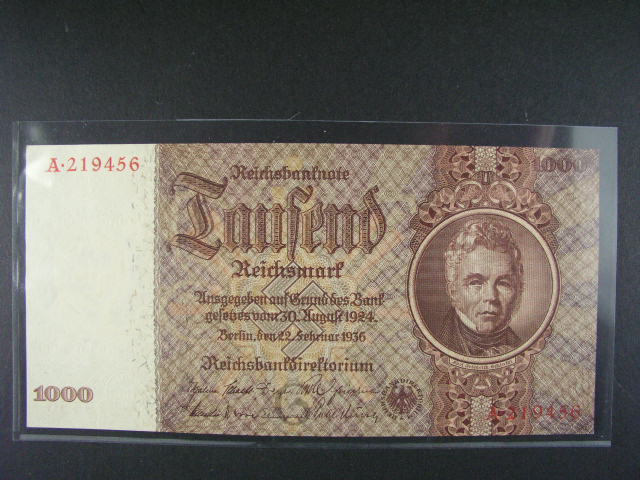 A·219456
1000
Reichsbanknote
Tausend
Reichsmark
Ausgegeben auf Grund des Bank
gesetzes vom 30. August 1924.
Berlin, den 22. Februar 1936
Reichsbankdirektorium
1000
A·219456